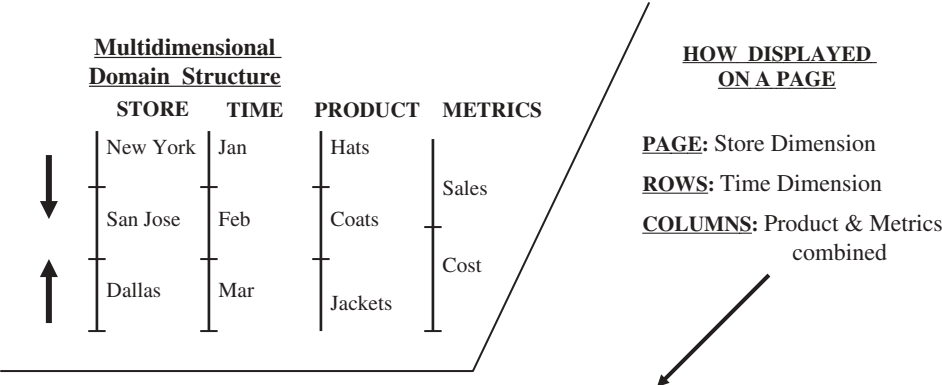 Multidimensional
Domain Structure
STORE TIME PRODUCT METRICS
New York Jan Hats
Sales
San Jose Feb Coats
Cost
Dallas Mar Jackets
HOW DISPLAYED
ON A PAGE
PAGE: Store Dimension
ROWS: Time Dimension
COLUMNS: Product & Metrics
combined